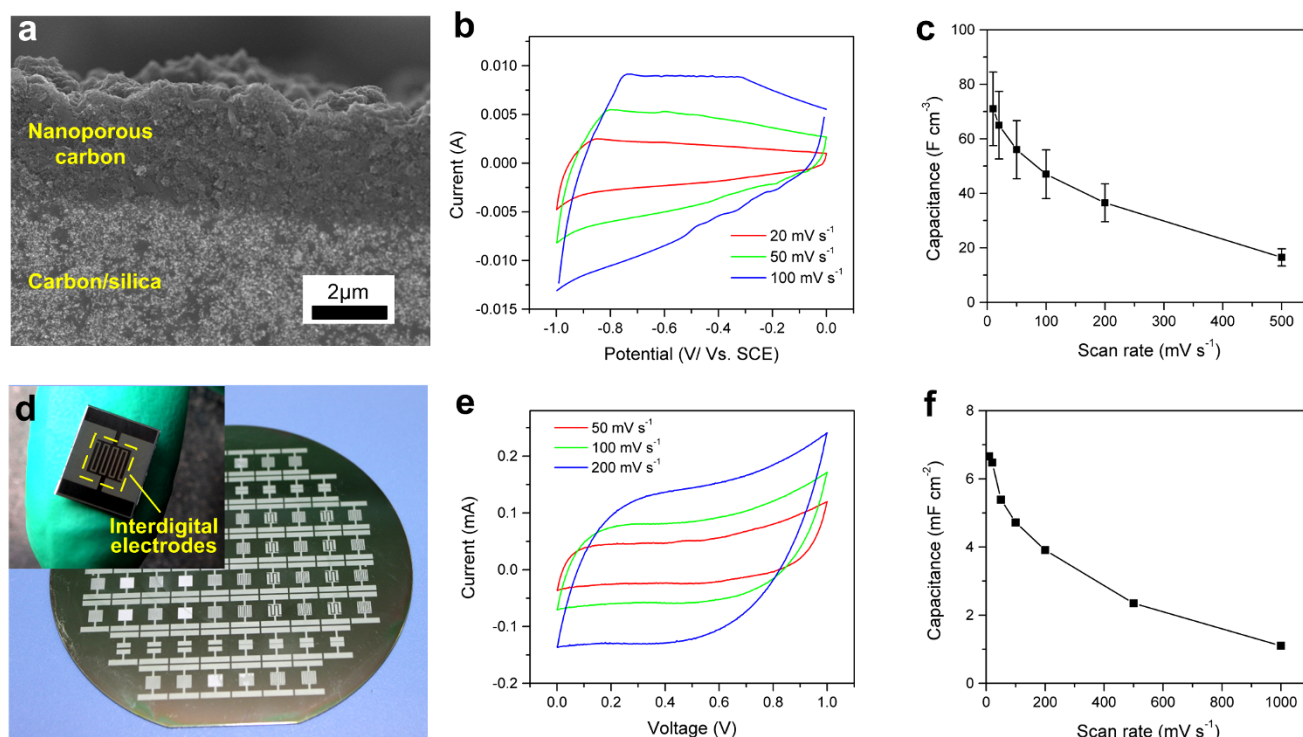 a
Nanoporous
carbon
Carbon/silica
2μm
b
0.010
0.005
0.000
-0.005
-0.010
-0.015
Current (A)
20 mV s⁻¹
50 mV s⁻¹
100 mV s⁻¹
-1.0 -0.8 -0.6 -0.4 -0.2 0.0
Potential (V/ Vs. SCE)
c
100
80
60
40
20
0
Capacitance (F cm⁻³)
0 100 200 300 400 500
Scan rate (mV s⁻¹)
d
Interdigital
electrodes
e
50 mV s⁻¹
100 mV s⁻¹
200 mV s⁻¹
0.2
0.1
0.0
-0.1
-0.2
Current (mA)
0.0 0.2 0.4 0.6 0.8 1.0
Voltage (V)
f
8
6
4
2
0
Capacitance (mF cm⁻²)
0 200 400 600 800 1000
Scan rate (mV s⁻¹)